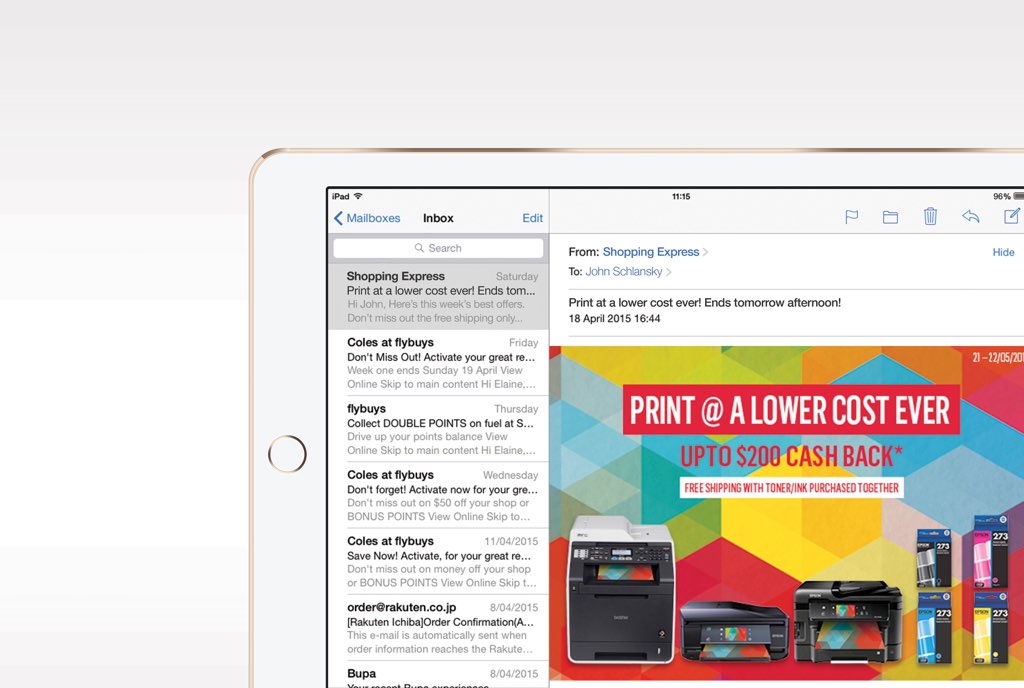 iPad
11:15
96%
Mailboxes
Inbox
Edit
Search
Shopping Express
Saturday
Print at a lower cost ever! Ends tom...
Hi John, Here's this week's best offers.
Don't miss out the free shipping only...
Coles at flybuys
Friday
Don't Miss Out! Activate your great re...
Week one ends Sunday 19 April View
Online Skip to main content Hi Elaine,...
flybuys
Thursday
Collect DOUBLE POINTS on fuel at S...
Drive up your points balance View
Online Skip to main content Hi Elaine,...
Coles at flybuys
Wednesday
Don't forget! Activate now for your gre...
Don't miss out on $50 off your shop or
BONUS POINTS View Online Skip to...
Coles at flybuys
11/04/2015
Save Now! Activate, for your great re...
Don't miss out on money off your shop
or BONUS POINTS View Online Skip t...
order@rakuten.co.jp
8/04/2015
[Rakuten Ichiba]Order Confirmation(A...
This e-mail is automatically sent when
order information reaches the Rakute...
Bupa
8/04/2015
Your recent Bupa experiences
From: Shopping Express
Hide
To: John Schlansky
Print at a lower cost ever! Ends tomorrow afternoon!
18 April 2015 16:44
21 – 22/05/201
PRINT @ A LOWER COST EVER
UPTO $200 CASH BACK*
FREE SHIPPING WITH TONER/INK PURCHASED TOGETHER
brother
EPSON
EPSON
273
273
273
273